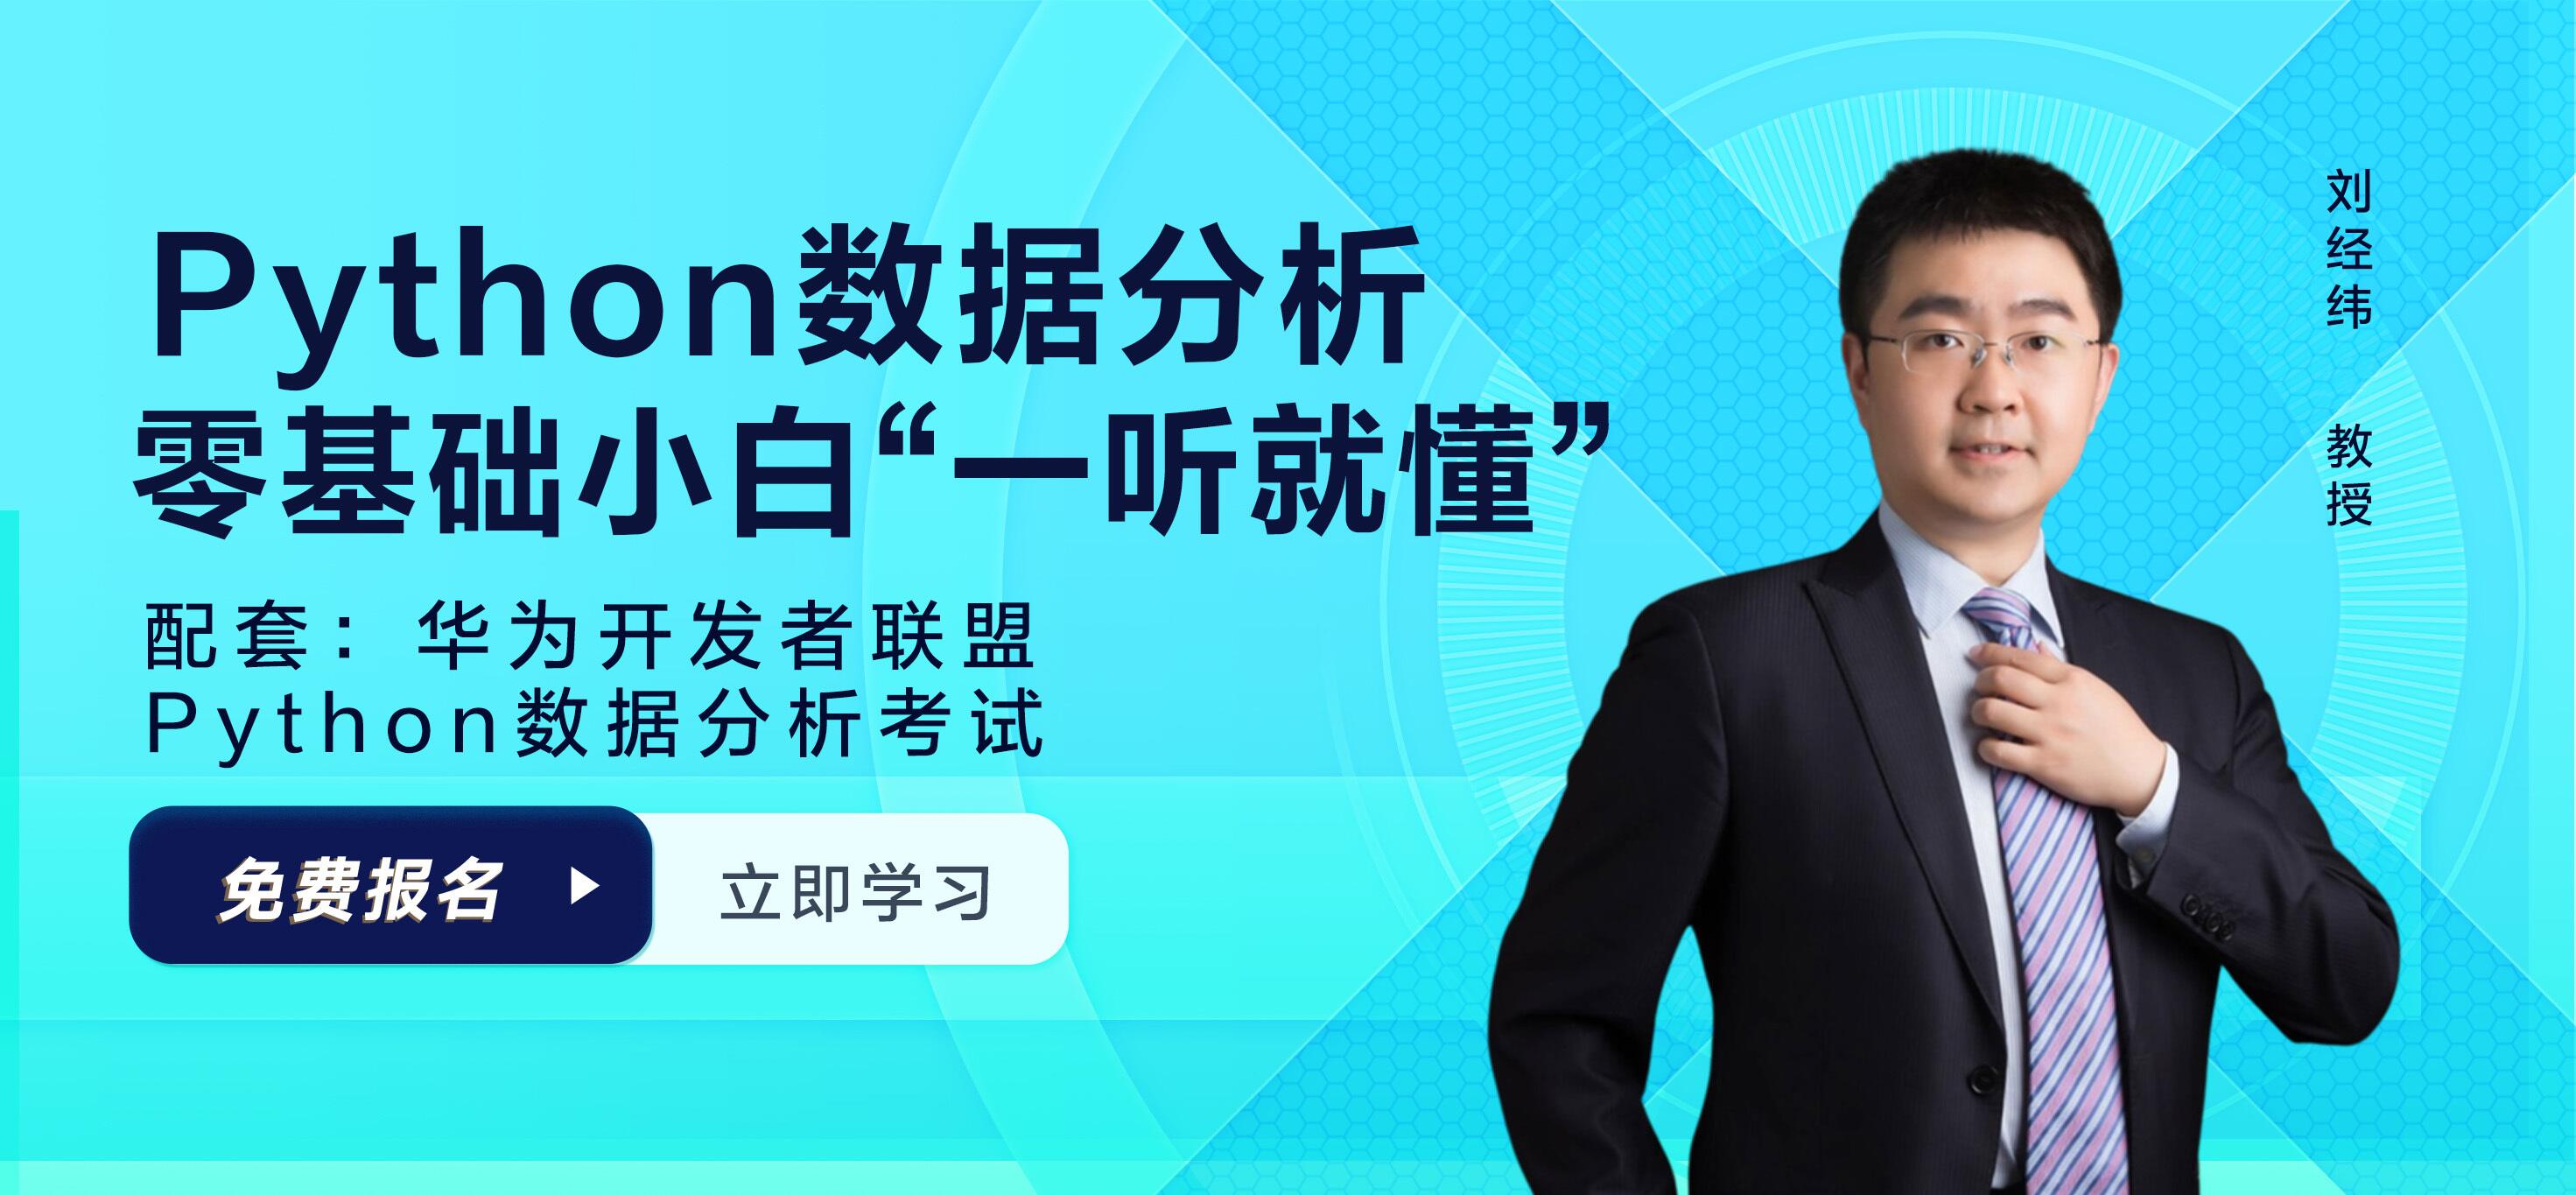 Python数据分析
零基础小白“一听就懂”
配套：华为开发者联盟
Python数据分析考试
免费报名
立即学习
刘经纬 教授